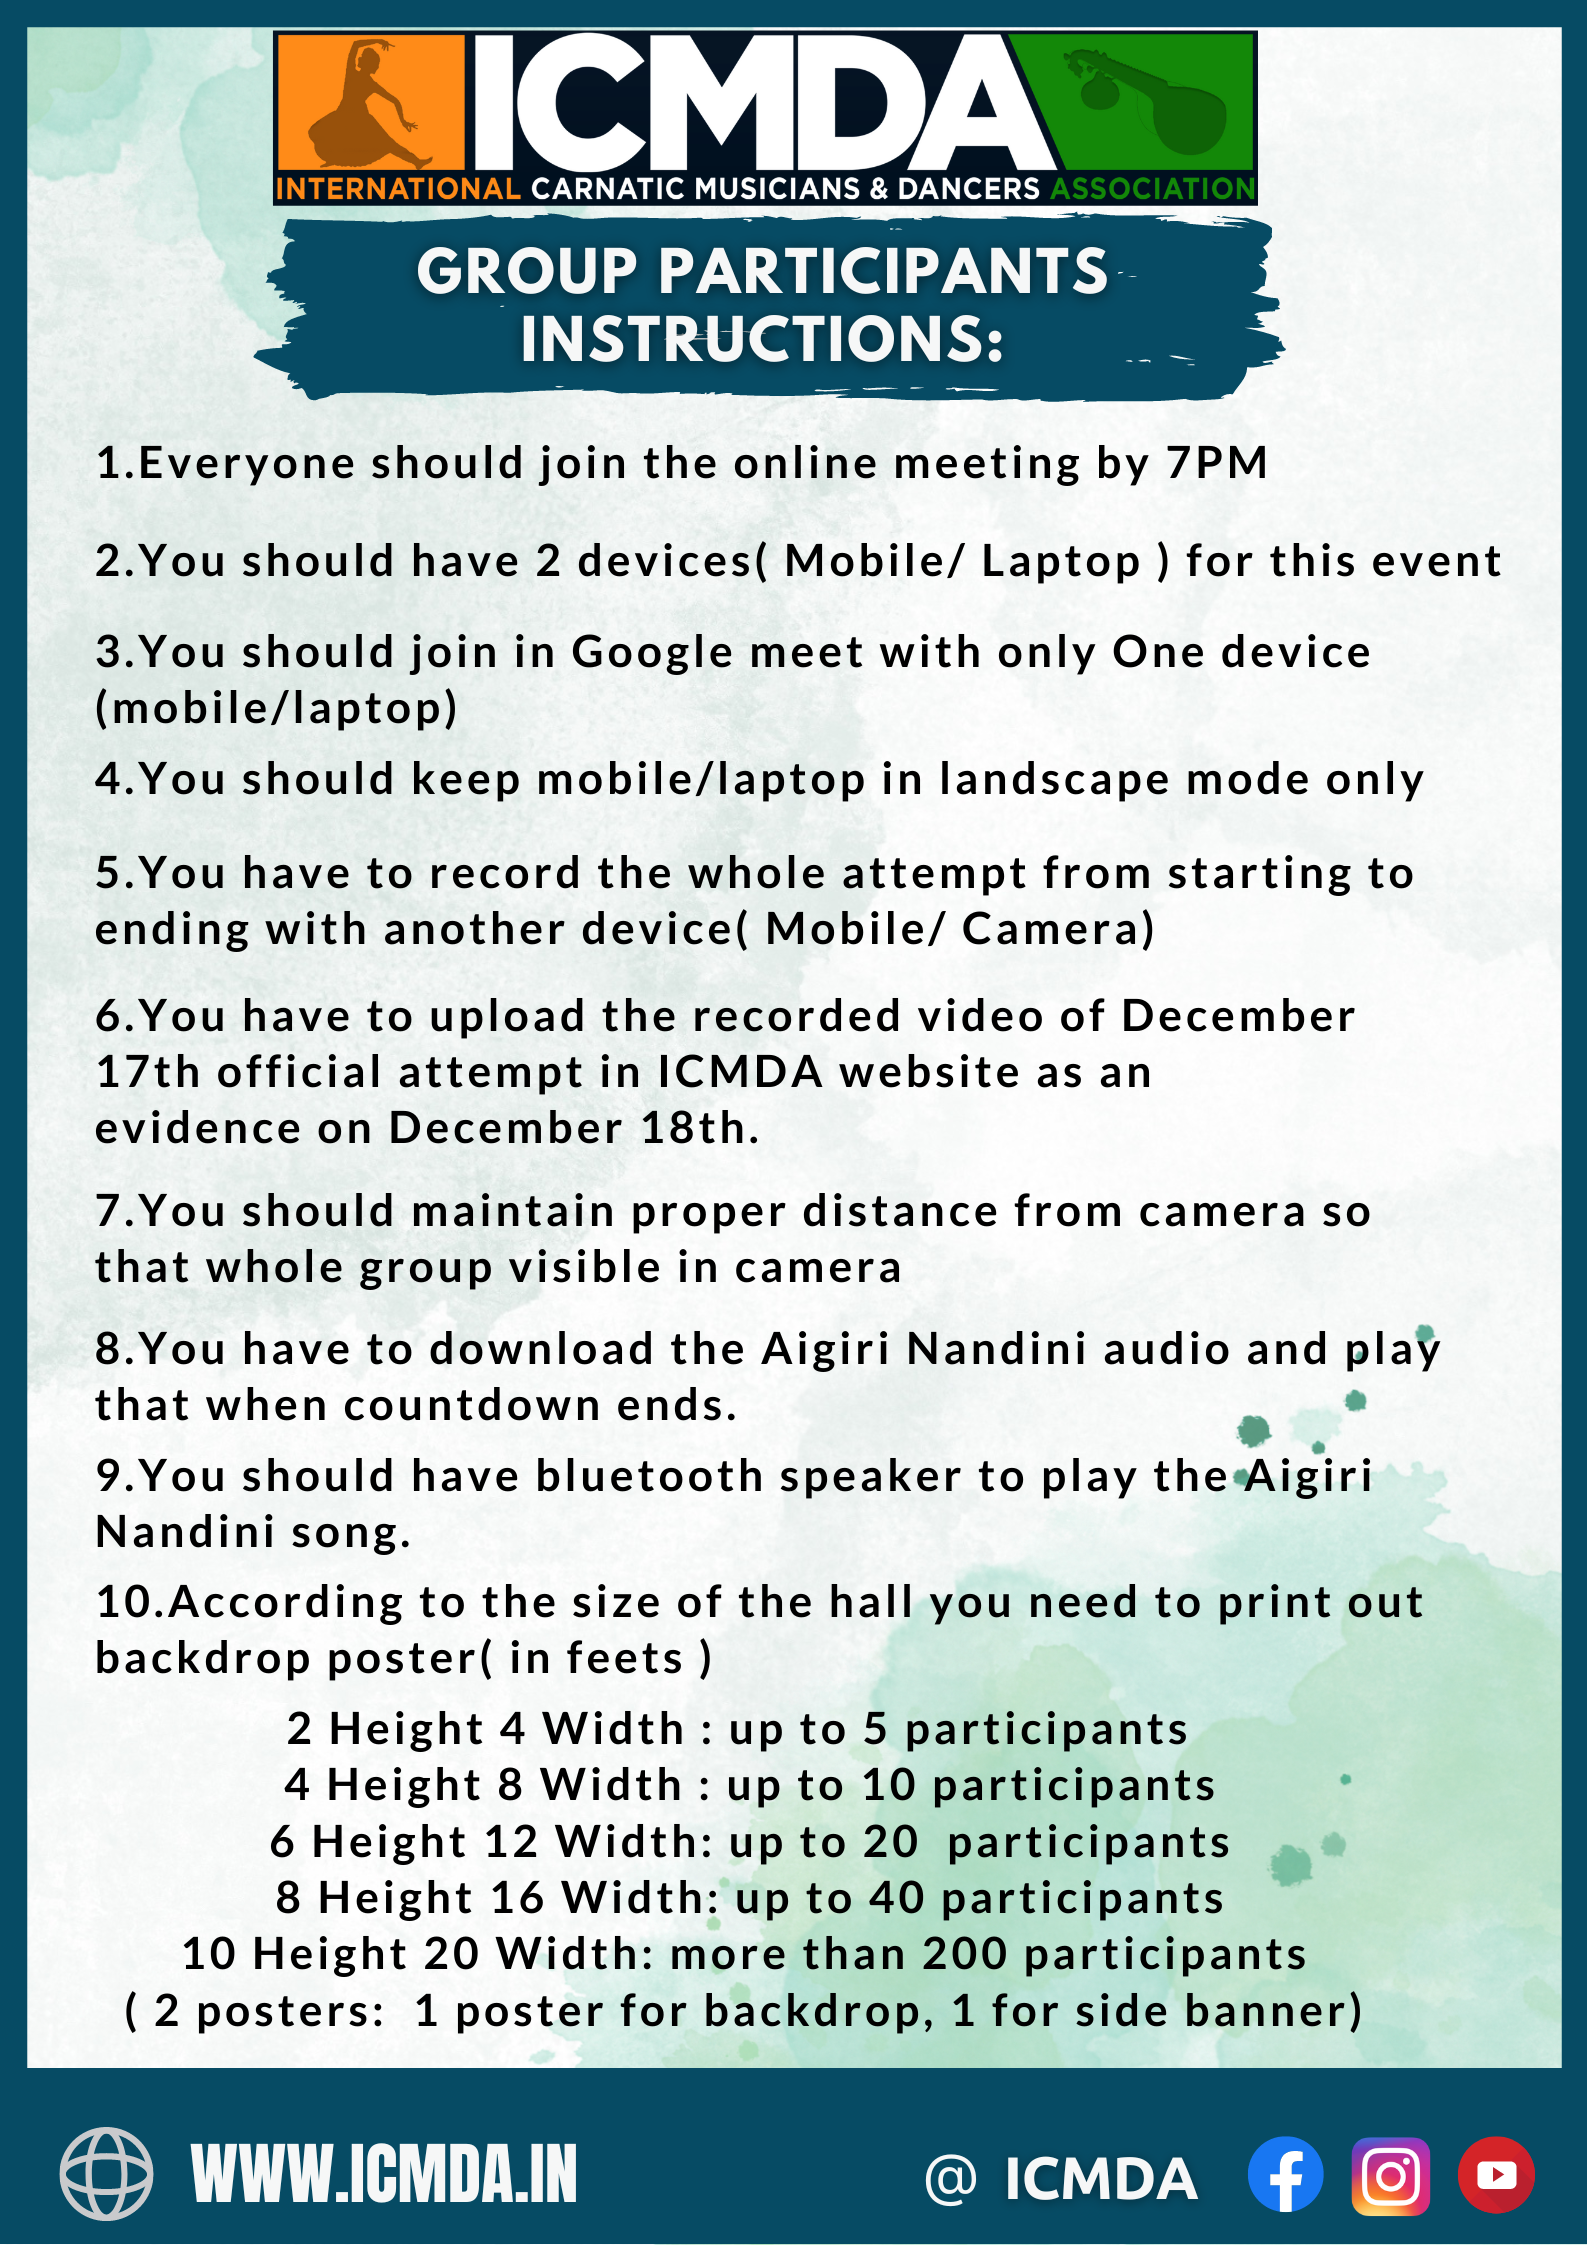 ICMDA
INTERNATIONAL CARNATIC MUSICIANS & DANCERS ASSOCIATION
GROUP PARTICIPANTS
INSTRUCTIONS:
1.Everyone should join the online meeting by 7PM
2.You should have 2 devices( Mobile/ Laptop ) for this event
3.You should join in Google meet with only One device
(mobile/laptop)
4.You should keep mobile/laptop in landscape mode only
5.You have to record the whole attempt from starting to
ending with another device( Mobile/ Camera)
6.You have to upload the recorded video of December
17th official attempt in ICMDA website as an
evidence on December 18th.
7.You should maintain proper distance from camera so
that whole group visible in camera
8.You have to download the Aigiri Nandini audio and play
that when countdown ends.
9.You should have bluetooth speaker to play the Aigiri
Nandini song.
10.According to the size of the hall you need to print out
backdrop poster( in feets )
2 Height 4 Width : up to 5 participants
4 Height 8 Width : up to 10 participants
6 Height 12 Width: up to 20  participants
8 Height 16 Width: up to 40 participants
10 Height 20 Width: more than 200 participants
( 2 posters:  1 poster for backdrop, 1 for side banner)
WWW.ICMDA.IN
@ ICMDA